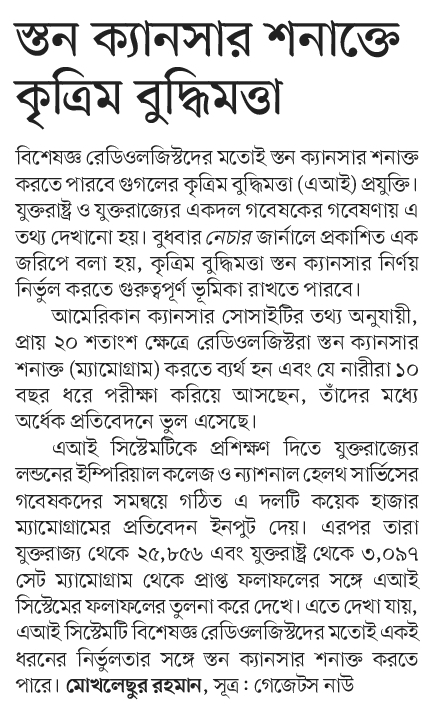 স্তন ক্যানসার শনাক্তে
কৃত্রিম বুদ্ধিমত্তা
বিশেষজ্ঞ রেডিওলজিস্টদের মতোই স্তন ক্যানসার শনাক্ত
করতে পারবে গুগলের কৃত্রিম বুদ্ধিমত্তা (এআই) প্রযুক্তি।
যুক্তরাষ্ট্র ও যুক্তরাজ্যের একদল গবেষকের গবেষণায় এ
তথ্য দেখানো হয়। বুধবার নেচার জার্নালে প্রকাশিত এক
জরিপে বলা হয়, কৃত্রিম বুদ্ধিমত্তা স্তন ক্যানসার নির্ণয়
নির্ভুল করতে গুরুত্বপূর্ণ ভূমিকা রাখতে পারবে।
আমেরিকান ক্যানসার সোসাইটির তথ্য অনুযায়ী,
প্রায় ২০ শতাংশ ক্ষেত্রে রেডিওলজিস্টরা স্তন ক্যানসার
শনাক্ত (ম্যামোগ্রাম) করতে ব্যর্থ হন এবং যে নারীরা ১০
বছর ধরে পরীক্ষা করিয়ে আসছেন, তাঁদের মধ্যে
অর্ধেক প্রতিবেদনে ভুল এসেছে।
এআই সিস্টেমটিকে প্রশিক্ষণ দিতে যুক্তরাজ্যের
লন্ডনের ইম্পিরিয়াল কলেজ ও ন্যাশনাল হেলথ সার্ভিসের
গবেষকদের সমন্বয়ে গঠিত এ দলটি কয়েক হাজার
ম্যামোগ্রামের প্রতিবেদন ইনপুট দেয়। এরপর তারা
যুক্তরাজ্য থেকে ২৫,৮৫৬ এবং যুক্তরাষ্ট্র থেকে ৩,০৯৭
সেট ম্যামোগ্রাম থেকে প্রাপ্ত ফলাফলের সঙ্গে এআই
সিস্টেমের ফলাফলের তুলনা করে দেখে। এতে দেখা যায়,
এআই সিস্টেমটি বিশেষজ্ঞ রেডিওলজিস্টদের মতোই একই
ধরনের নির্ভুলতার সঙ্গে স্তন ক্যানসার শনাক্ত করতে
পারে। মোখলেছুর রহমান, সূত্র : গেজেটস নাউ